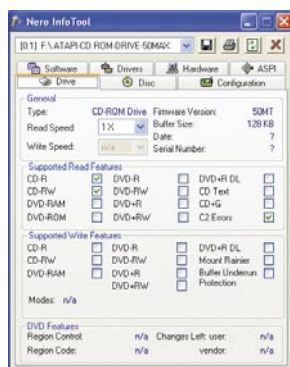 Nero InfoTool
[0:1] F:\ATAPI-CD ROM-DRIVE-50MAX
Software Drivers Hardware ASPI
Drive Disc Configuration
General
Type: CD-ROM Drive Firmware Version: 50MT
Read Speed: 1 X Buffer Size: 128 KB
Date: ?
Write Speed: n/a Serial Number: ?
Supported Read Features
CD-R DVD-R DVD+R DL
CD-RW DVD-RW CD Text
DVD-RAM DVD+R CD+G
DVD-ROM DVD+RW C2 Errors
Supported Write Features
CD-R DVD-R DVD+R DL
CD-RW DVD-RW Mount Rainier
DVD-RAM DVD+R Buffer Underrun
DVD+RW Protection
Modes: n/a
DVD Features
Region Control: n/a Changes Left: user: n/a
Region Code: n/a vendor: n/a